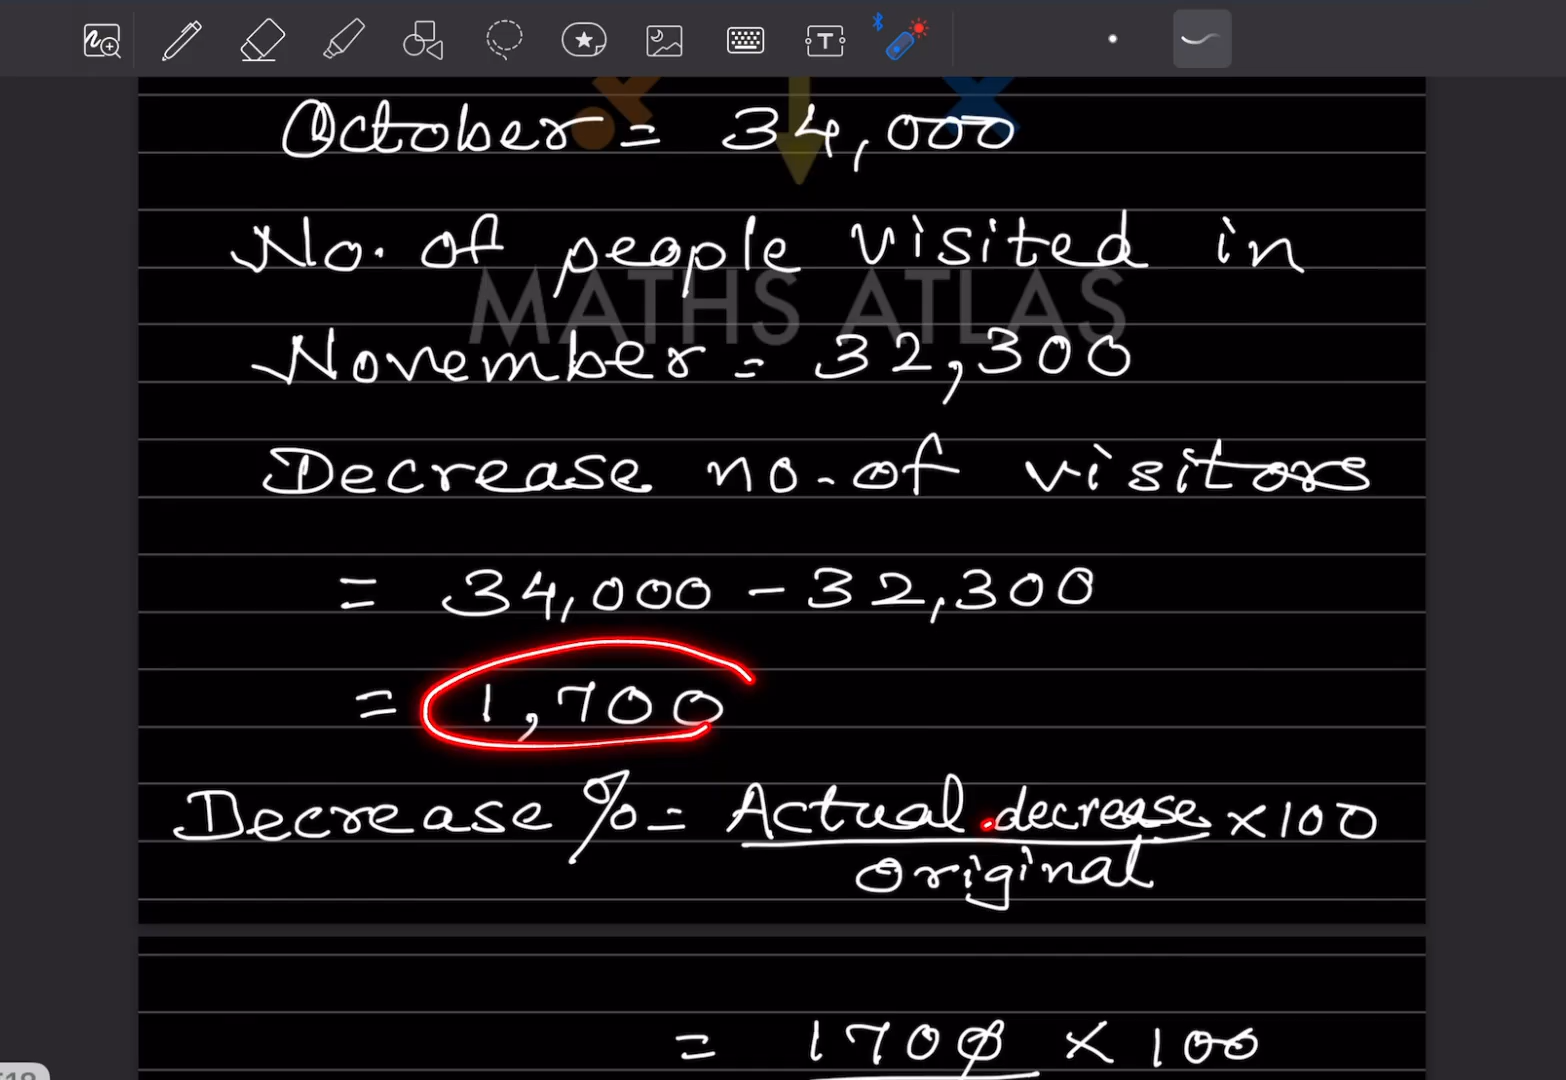 October = 34,000
No. of people visited in
MATHS ATLAS
November = 32,300
Decrease no. of visitors
= 34,000 - 32,300
= 1,700
Decrease % = Actual decrease × 100
original
= 1700 × 100